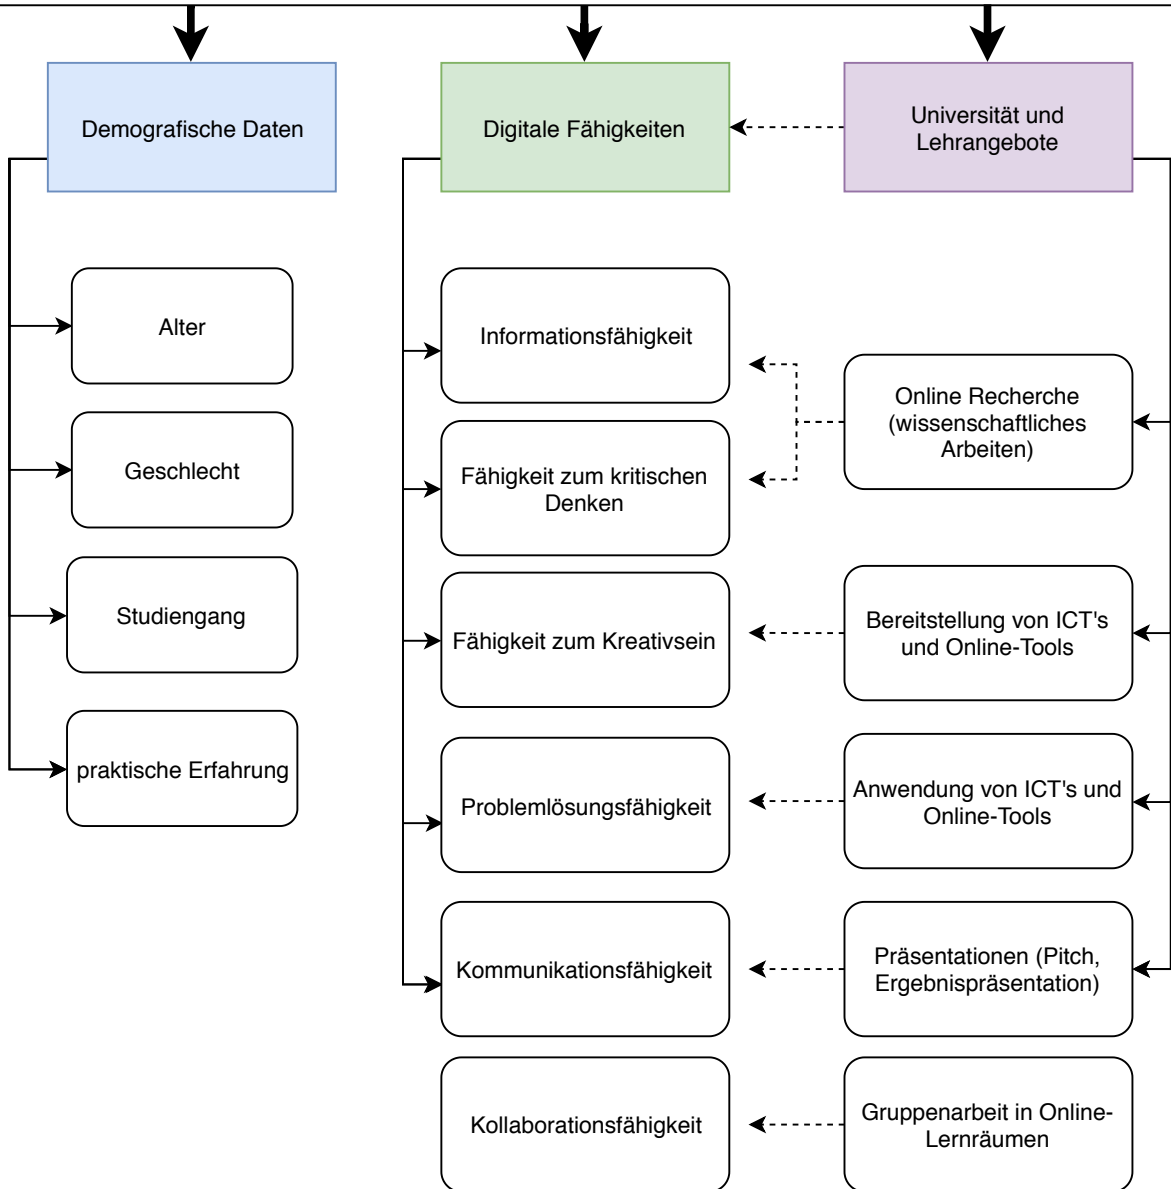 Demografische Daten
Digitale Fähigkeiten
Universität und
Lehrangebote
Alter
Geschlecht
Studiengang
praktische Erfahrung
Informationsfähigkeit
Fähigkeit zum kritischen
Denken
Fähigkeit zum Kreativsein
Problemlösungsfähigkeit
Kommunikationsfähigkeit
Kollaborationsfähigkeit
Online Recherche
(wissenschaftliches
Arbeiten)
Bereitstellung von ICT's
und Online-Tools
Anwendung von ICT's und
Online-Tools
Präsentationen (Pitch,
Ergebnispräsentation)
Gruppenarbeit in Online-
Lernräumen